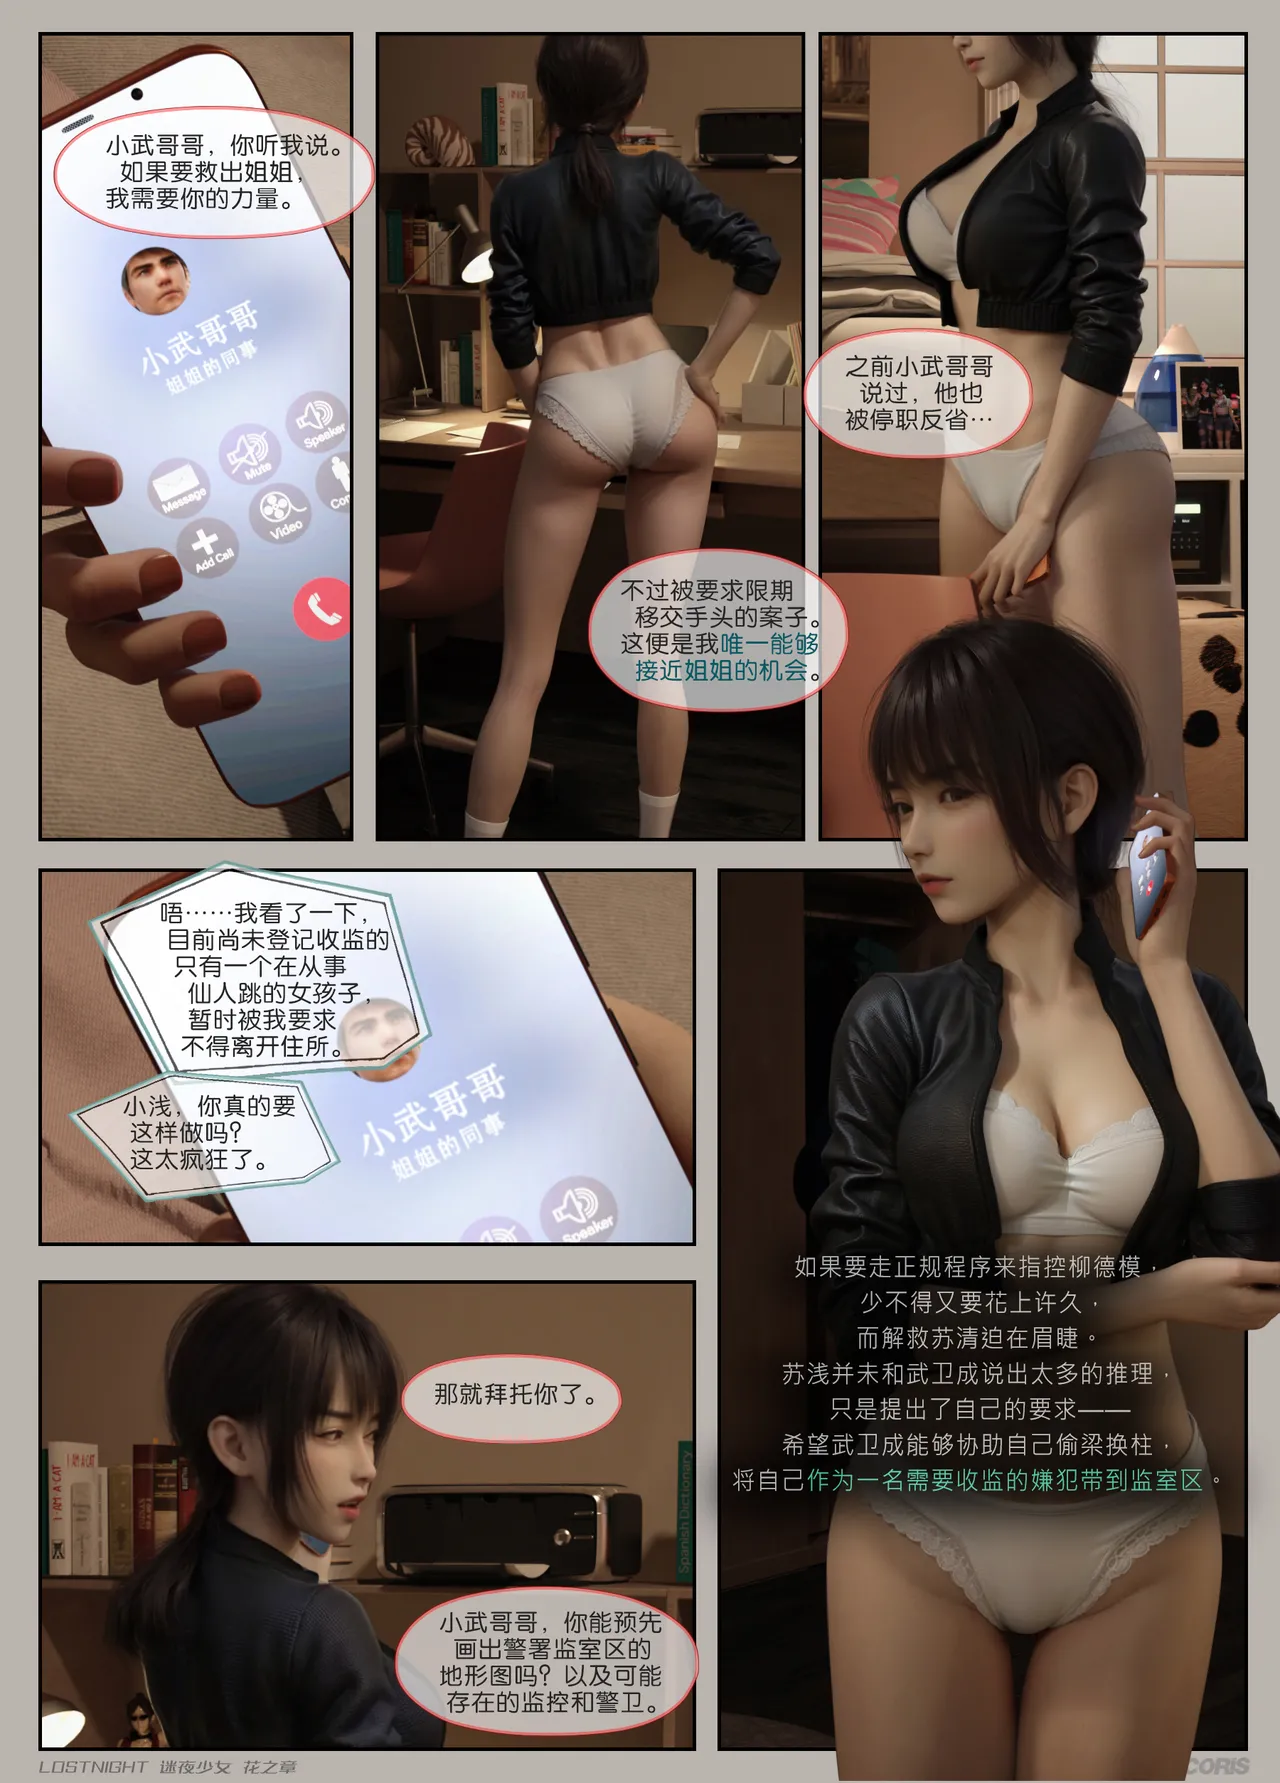 小武哥哥，你听我说。
如果要救出姐姐，
我需要你的力量。
小武哥哥
姐姐的同事
Speaker
Mute
Message
Video
Add Call
I AM A CAT
不过被要求限期
移交手头的案子。
这便是我唯一能够
接近姐姐的机会。
之前小武哥哥
说过，他也
被停职反省…
唔……我看了一下，
目前尚未登记收监的
只有一个在从事
仙人跳的女孩子，
暂时被我要求
不得离开住所。
小浅，你真的要
这样做吗？
这太疯狂了。
小武哥哥
姐姐的同事
Speaker
如果要走正规程序来指控柳德模，
少不得又要花上许久，
而解救苏清迫在眉睫。
苏浅并未和武卫成说出太多的推理，
只是提出了自己的要求——
希望武卫成能够协助自己偷梁换柱，
将自己作为一名需要收监的嫌犯带到监室区。
那就拜托你了。
I·AM·A·CAT
I AM A CAT
Spanish Dictionary
小武哥哥，你能预先
画出警署监室区的
地形图吗？以及可能
存在的监控和警卫。
LOSTNIGHT 迷夜少女 花之章
CORIS